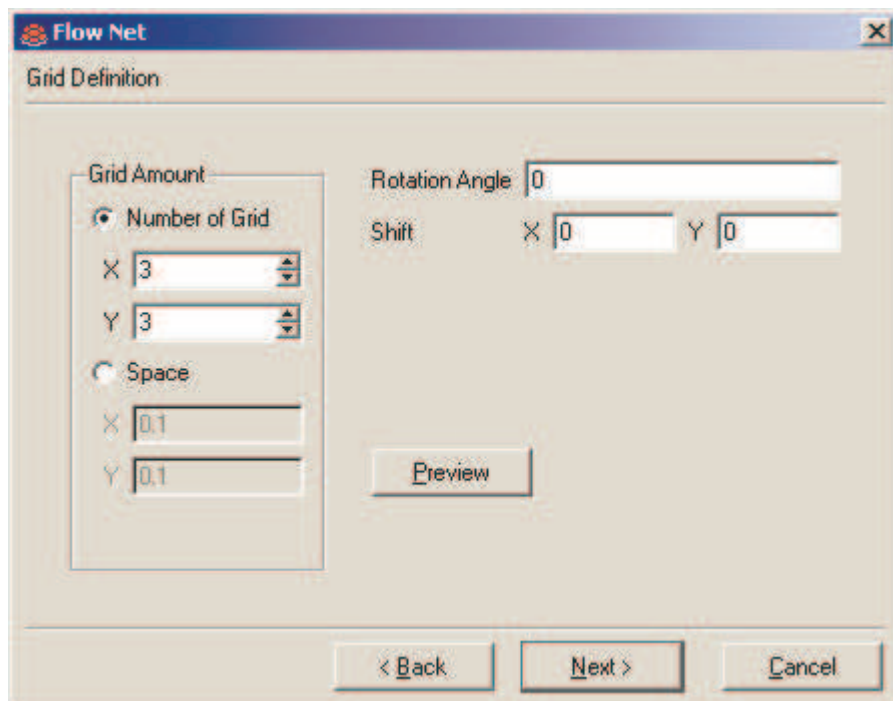 Flow Net
Grid Definition
Grid Amount
Number of Grid
X 3
Y 3
Space
X 0.1
Y 0.1
Rotation Angle 0
Shift X 0 Y 0
Preview
< Back Next > Cancel